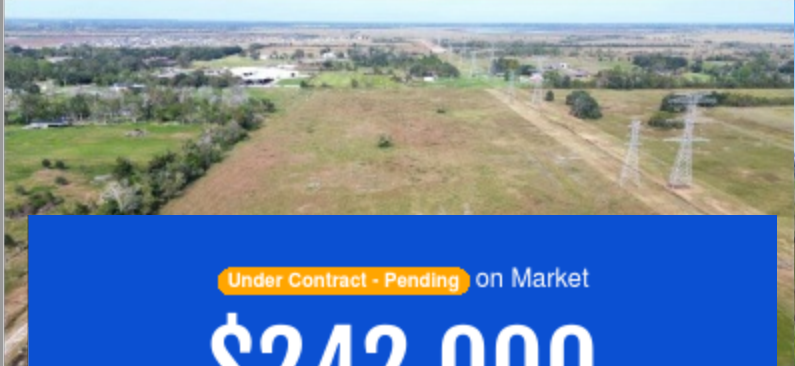 Under Contract - Pending on Market
$242,000